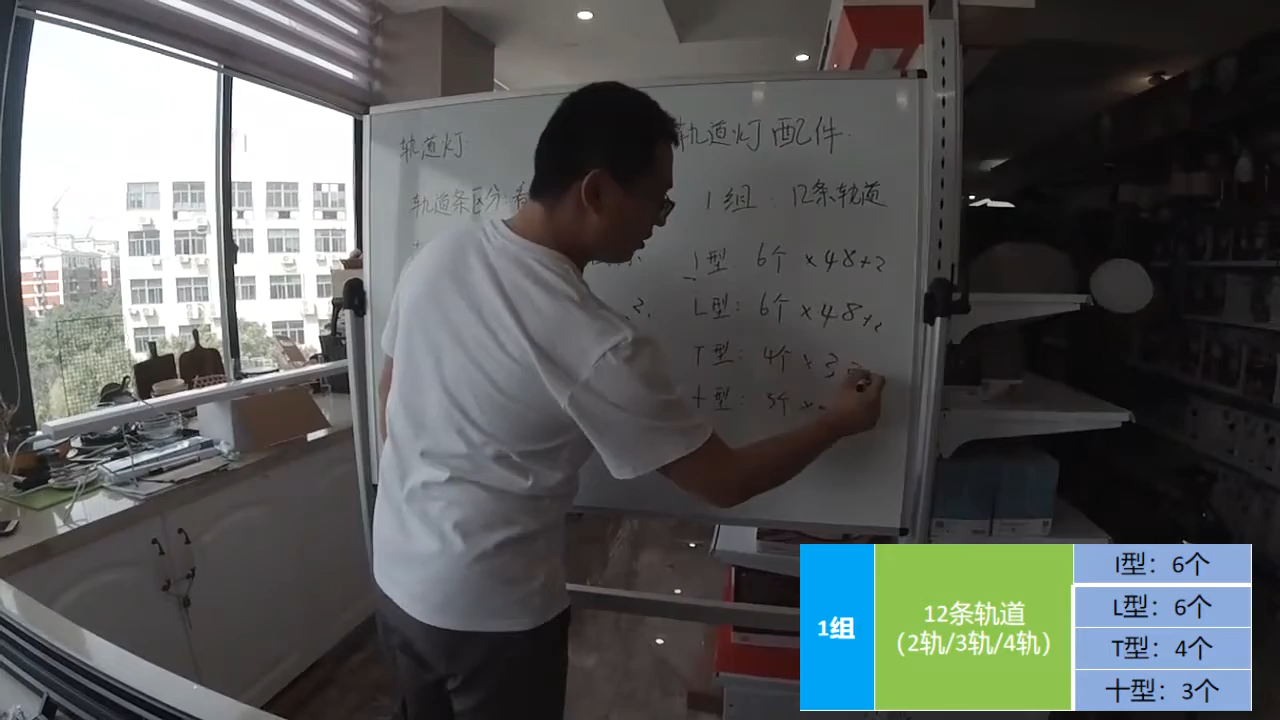 轨道灯
轨道条区分:看
2.
轨道灯配件.
1组:12条轨道
I型:6个 ×48+2
L型:6个 ×48+2
T型:4个 ×3
十型:3个 ×
1组
12条轨道
(2轨/3轨/4轨)
I型:6个
L型:6个
T型:4个
十型:3个